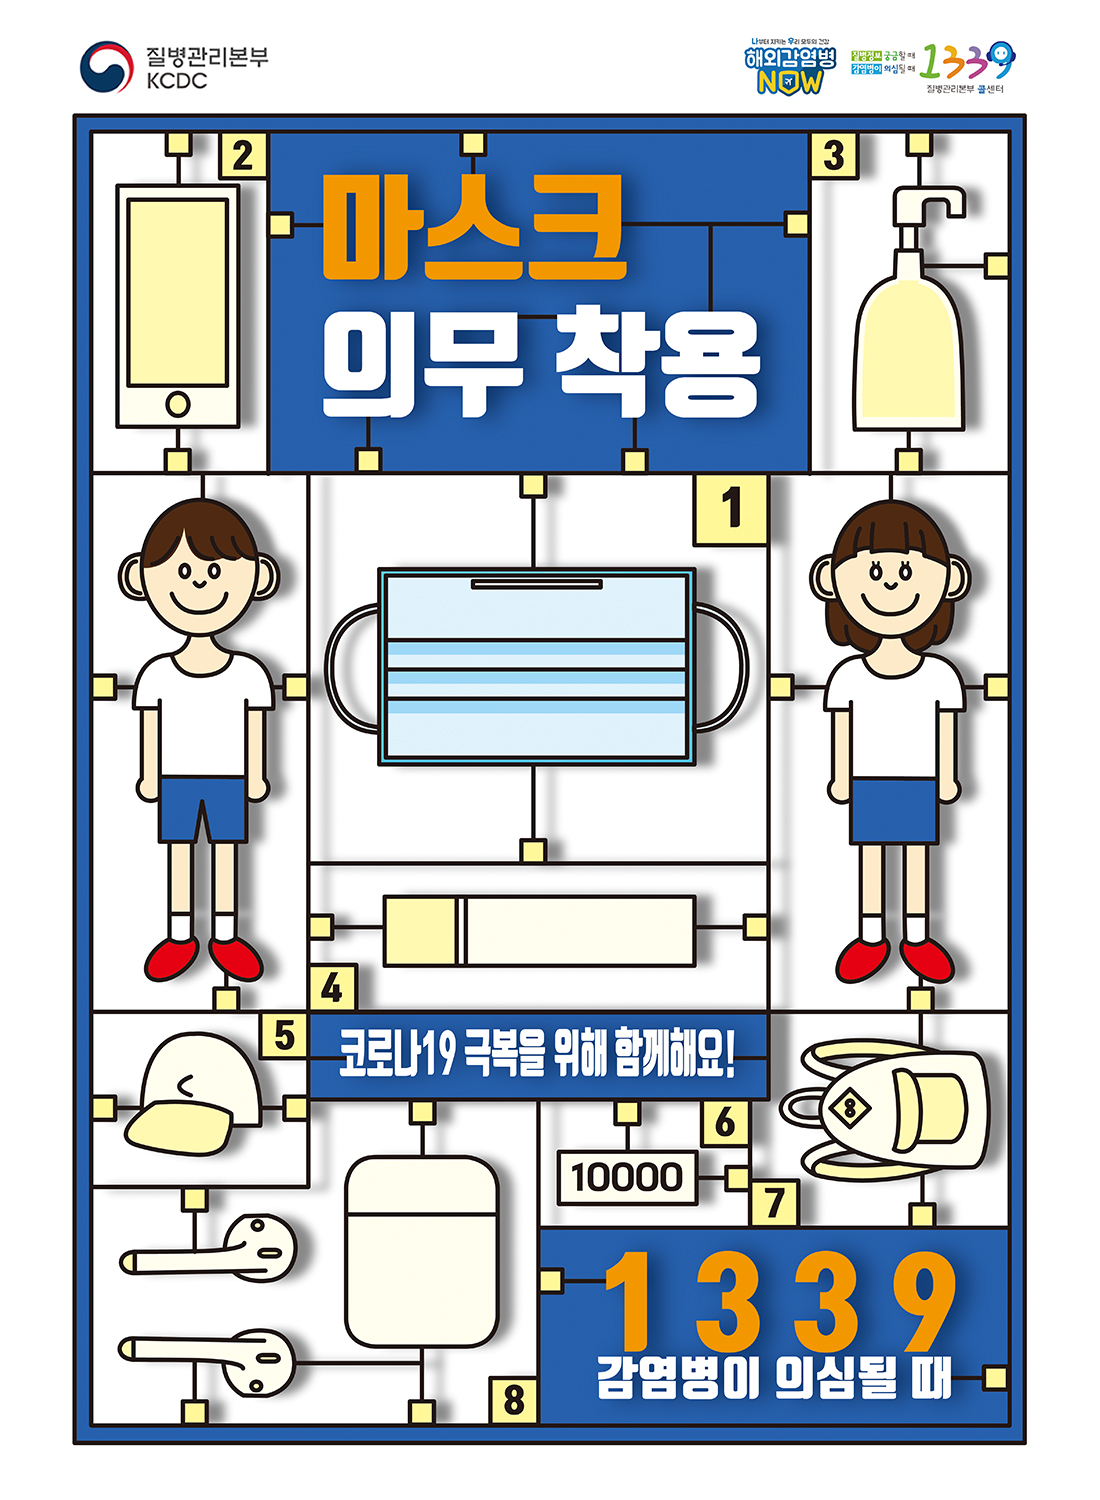 질병관리본부
KCDC
나부터 지키는 우리 모두의 건강
해외감염병
NOW
질병정보 궁금할 때
감염병이 의심될 때
1339
질병관리본부 콜센터
2
3
마스크
의무 착용
1
4
5
코로나19 극복을 위해 함께해요!
6
8
10000
7
1339
감염병이 의심될 때
8